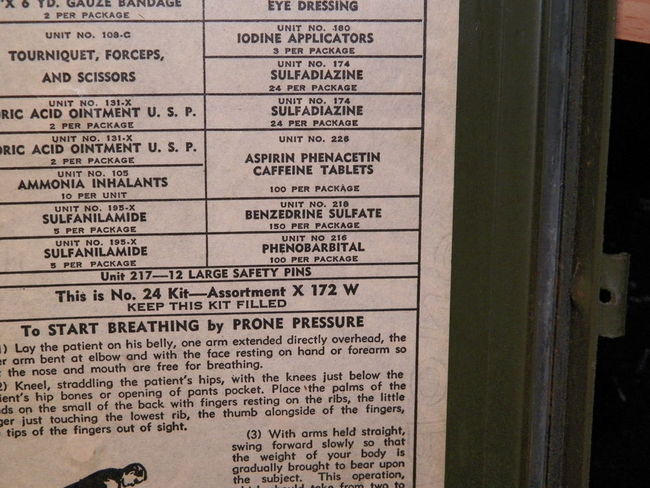 "X 6 YD. GAUZE BANDAGE
2 PER PACKAGE
UNIT NO. 108-C
TOURNIQUET, FORCEPS,
AND SCISSORS
UNIT NO. 131-X
ORIC ACID OINTMENT U. S. P.
2 PER PACKAGE
UNIT NO. 131-X
ORIC ACID OINTMENT U. S. P.
2 PER PACKAGE
UNIT NO. 105
AMMONIA INHALANTS
10 PER UNIT
UNIT NO. 195-X
SULFANILAMIDE
5 PER PACKAGE
UNIT NO. 195-X
SULFANILAMIDE
5 PER PACKAGE
EYE DRESSING
UNIT NO. 180
IODINE APPLICATORS
3 PER PACKAGE
UNIT NO. 174
SULFADIAZINE
24 PER PACKAGE
UNIT NO. 174
SULFADIAZINE
24 PER PACKAGE
UNIT NO. 226
ASPIRIN PHENACETIN
CAFFEINE TABLETS
100 PER PACKAGE
UNIT NO. 218
BENZEDRINE SULFATE
150 PER PACKAGE
UNIT NO 216
PHENOBARBITAL
100 PER PACKAGE
Unit 217—12 LARGE SAFETY PINS
This is No. 24 Kit—Assortment X 172 W
KEEP THIS KIT FILLED
To START BREATHING by PRONE PRESSURE
1) Lay the patient on his belly, one arm extended directly overhead, the
er arm bent at elbow and with the face resting on hand or forearm so
the nose and mouth are free for breathing.
2) Kneel, straddling the patient's hips, with the knees just below the
ient's hip bones or opening of pants pocket. Place the palms of the
ds on the small of the back with fingers resting on the ribs, the little
ger just touching the lowest rib, the thumb alongside of the fingers,
tips of the fingers out of sight.
(3) With arms held straight,
swing forward slowly so that
the weight of your body is
gradually brought to bear upon
the subject. This operation,
which should take from two to